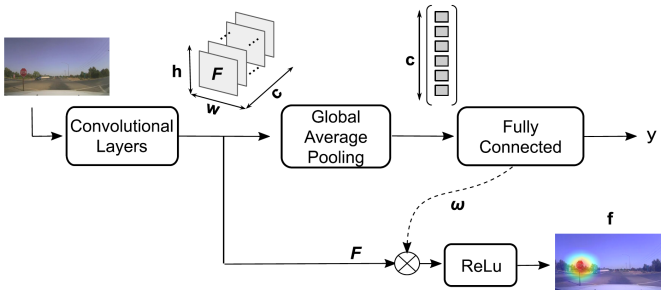 h
F
w
c
c
Convolutional
Layers
Global
Average
Pooling
Fully
Connected
y
ω
f
F
ReLu